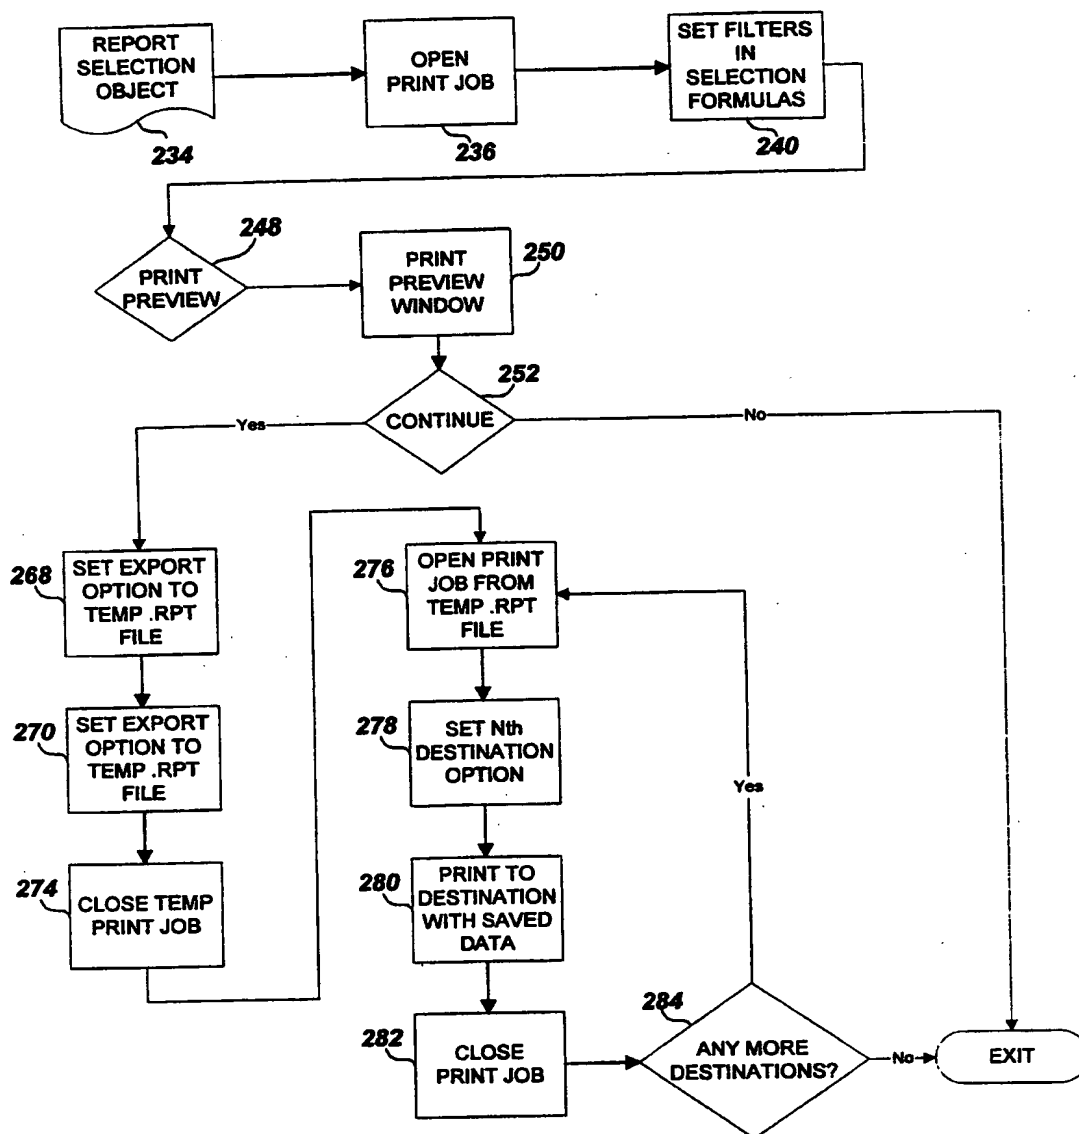 REPORT
SELECTION
OBJECT
234
OPEN
PRINT JOB
236
SET FILTERS
IN
SELECTION
FORMULAS
240
248
PRINT
PREVIEW
PRINT
PREVIEW
WINDOW
250
252
CONTINUE
Yes
No
268
SET EXPORT
OPTION TO
TEMP .RPT
FILE
270
SET EXPORT
OPTION TO
TEMP .RPT
FILE
274
CLOSE TEMP
PRINT JOB
276
OPEN PRINT
JOB FROM
TEMP .RPT
FILE
278
SET Nth
DESTINATION
OPTION
Yes
280
PRINT TO
DESTINATION
WITH SAVED
DATA
282
CLOSE
PRINT JOB
284
ANY MORE
DESTINATIONS?
No
EXIT